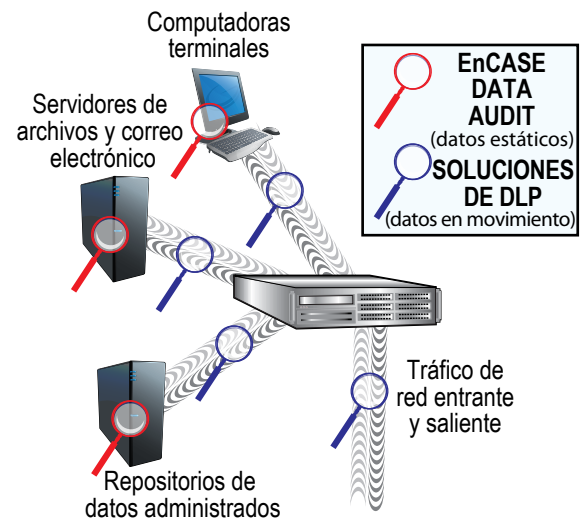 Computadoras
terminales
Servidores de
archivos y correo
electrónico
EnCASE
DATA
AUDIT
(datos estáticos)
SOLUCIONES
DE DLP
(datos en movimiento)
Tráfico de
red entrante
y saliente
Repositorios de
datos administrados